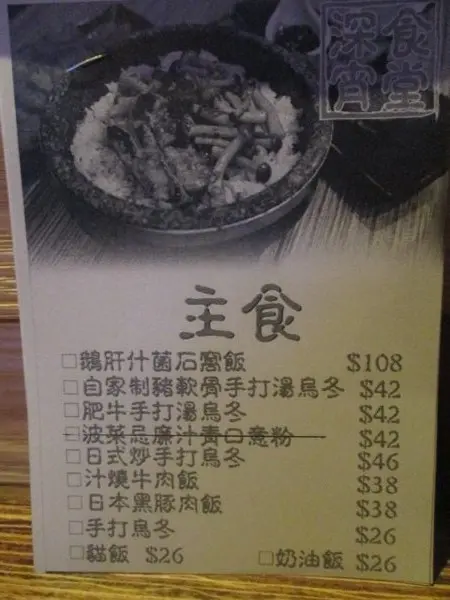 深宵食堂
主食
□鵝肝什菌石窩飯 $108
□自家制豬軟骨手打湯烏冬 $42
□肥牛手打湯烏冬 $42
□菠菜忌廉汁青口意粉 $42
□日式炒手打烏冬 $46
□汁燒牛肉飯 $38
□日本黑豚肉飯 $38
□手打烏冬 $26
□貓飯 $26 □奶油飯 $26